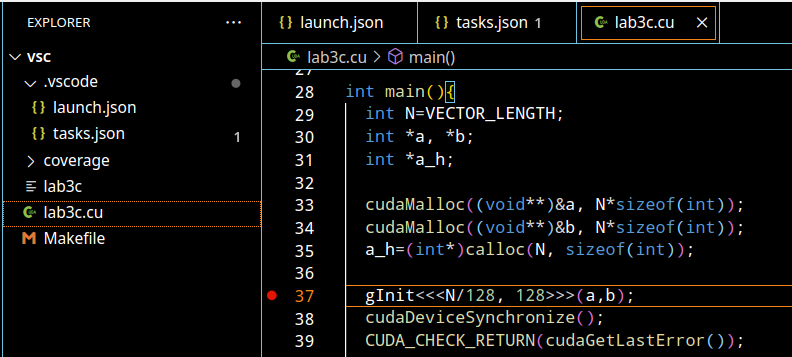 EXPLORER ...
launch.json
tasks.json 1
lab3c.cu ×
vsc
.vscode
{} launch.json
{} tasks.json 1
coverage
lab3c
lab3c.cu
Makefile
lab3c.cu > main()
27
28 int main(){
29 int N=VECTOR_LENGTH;
30 int *a, *b;
31 int *a_h;
32
33 cudaMalloc((void**)&a, N*sizeof(int));
34 cudaMalloc((void**)&b, N*sizeof(int));
35 a_h=(int*)calloc(N, sizeof(int));
36
37 gInit<<<N/128, 128>>>(a,b);
38 cudaDeviceSynchronize();
39 CUDA_CHECK_RETURN(cudaGetLastError());